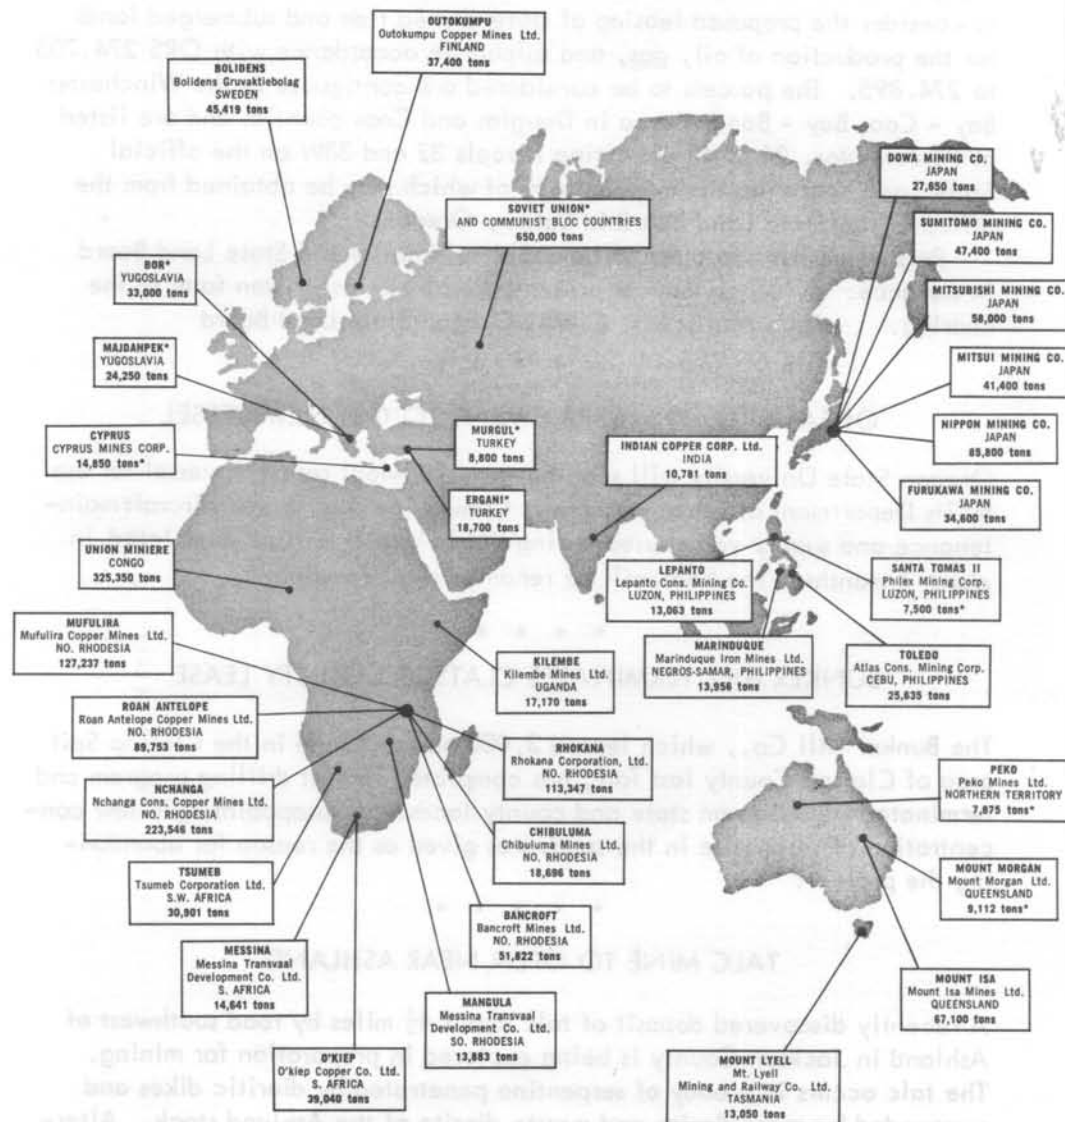 OUTOKUMPU
Outokumpu Copper Mines Ltd.
FINLAND
37,400 tons
BOLIDENS
Bolidens Gruvaktiebolag
SWEDEN
45,419 tons
DOWA MINING CO.
JAPAN
27,650 tons
SOVIET UNION*
AND COMMUNIST BLOC COUNTRIES
650,000 tons
SUMITOMO MINING CO.
JAPAN
47,400 tons
BOR*
YUGOSLAVIA
33,000 tons
MITSUBISHI MINING CO.
JAPAN
58,000 tons
MAJDANPEK*
YUGOSLAVIA
24,250 tons
MITSUI MINING CO.
JAPAN
41,400 tons
CYPRUS
CYPRUS MINES CORP.
14,850 tons*
MURGUL*
TURKEY
8,800 tons
INDIAN COPPER CORP. Ltd.
INDIA
10,781 tons
NIPPON MINING CO.
JAPAN
85,800 tons
ERGANI*
TURKEY
18,700 tons
FURUKAWA MINING CO.
JAPAN
34,600 tons
UNION MINIERE
CONGO
325,350 tons
LEPANTO
Lepanto Cons. Mining Co.
LUZON, PHILIPPINES
13,063 tons
SANTA TOMAS II
Philex Mining Corp.
LUZON, PHILIPPINES
7,500 tons*
MUFULIRA
Mufulira Copper Mines Ltd.
NO. RHODESIA
127,237 tons
KILEMBE
Kilembe Mines Ltd.
UGANDA
17,170 tons
MARINDUQUE
Marinduque Iron Mines Ltd.
NEGROS-SAMAR, PHILIPPINES
13,956 tons
TOLEDO
Atlas Cons. Mining Corp.
CEBU, PHILIPPINES
25,635 tons
ROAN ANTELOPE
Roan Antelope Copper Mines Ltd.
NO. RHODESIA
89,753 tons
RHOKANA
Rhokana Corporation, Ltd.
NO. RHODESIA
113,347 tons
PEKO
Peko Mines Ltd.
NORTHERN TERRITORY
7,875 tons*
NCHANGA
Nchanga Cons. Copper Mines Ltd.
NO. RHODESIA
223,546 tons
CHIBULUMA
Chibuluma Mines Ltd.
NO. RHODESIA
18,696 tons
MOUNT MORGAN
Mount Morgan Ltd.
QUEENSLAND
9,112 tons*
TSUMEB
Tsumeb Corporation Ltd.
S.W. AFRICA
30,901 tons
BANCROFT
Bancroft Mines Ltd.
NO. RHODESIA
51,822 tons
MESSINA
Messina Transvaal
Development Co. Ltd.
S. AFRICA
14,641 tons
MOUNT ISA
Mount Isa Mines Ltd.
QUEENSLAND
67,100 tons
MANGULA
Messina Transvaal
Development Co. Ltd.
SO. RHODESIA
13,883 tons
O'KIEP
O'kiep Copper Co. Ltd.
S. AFRICA
39,040 tons
MOUNT LYELL
Mt. Lyell
Mining and Railway Co. Ltd.
TASMANIA
13,050 tons